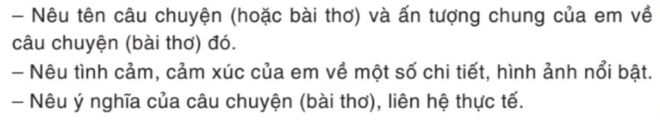 – Nêu tên câu chuyện (hoặc bài thơ) và ấn tượng chung của em về
câu chuyện (bài thơ) đó.
– Nêu tình cảm, cảm xúc của em về một số chi tiết, hình ảnh nổi bật.
– Nêu ý nghĩa của câu chuyện (bài thơ), liên hệ thực tế.